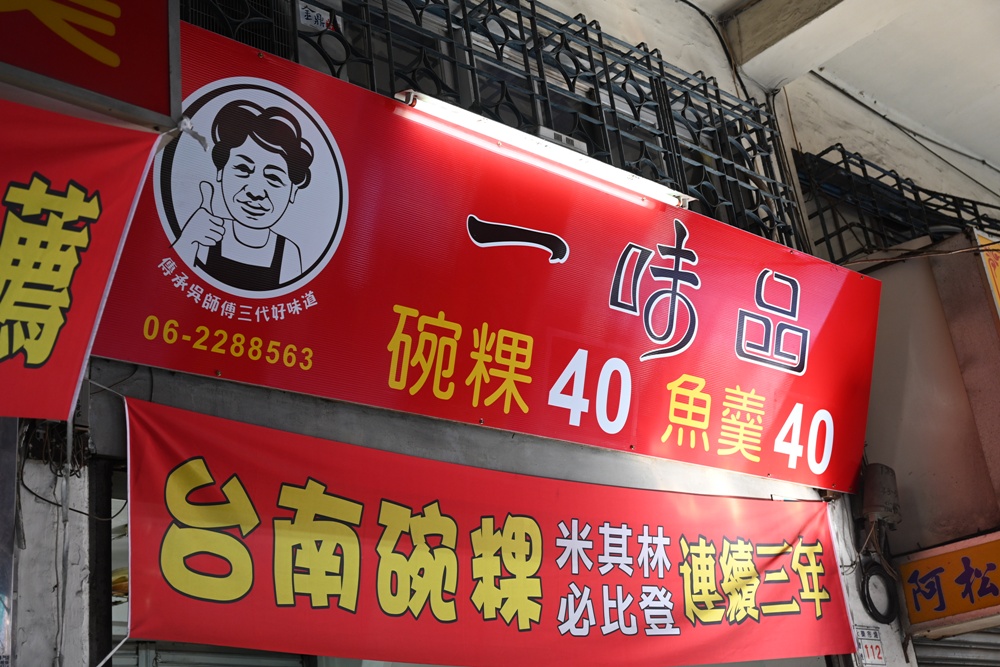 一味品
傳承吳師傅三代好味道
06-2288563
碗粿 40 魚羹 40
薦
台南碗粿 米其林 連續三年
必比登
阿松
112